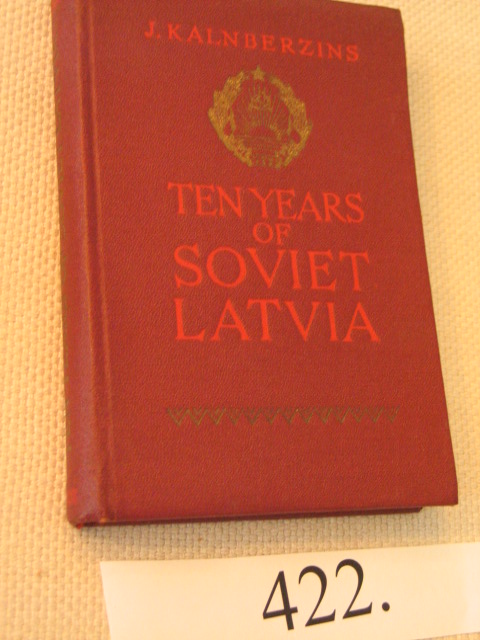 J. KALNBERZINS
TEN YEARS
OF
SOVIET
LATVIA
422.